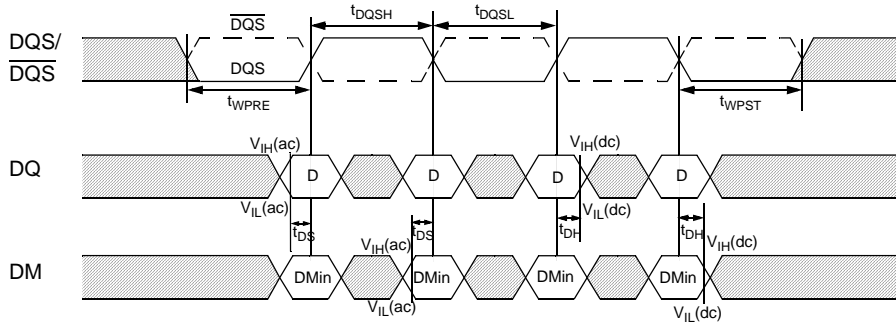 DQS tDQSH tDQSL
DQS/
DQS
DQS
tWPRE tWPST
VIH(ac) VIH(dc)
DQ D D D D
VIL(ac) VIL(dc)
tDS tDS tDH tDH
VIH(ac) VIH(dc)
DM DMin DMin DMin DMin
VIL(ac) VIL(dc)